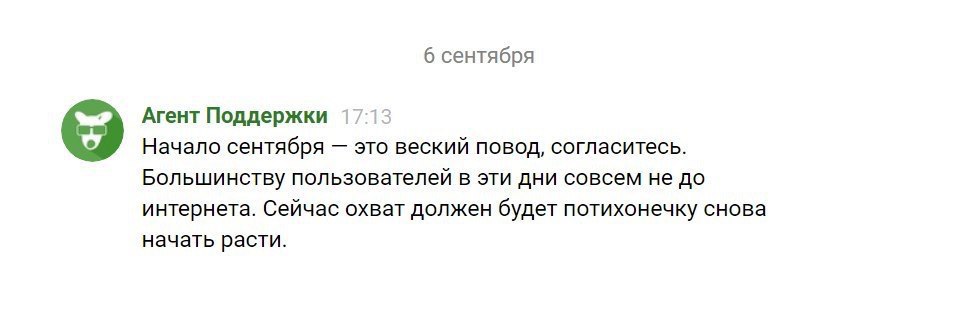 6 сентября
Агент Поддержки 17:13
Начало сентября — это веский повод, согласитесь.
Большинству пользователей в эти дни совсем не до
интернета. Сейчас охват должен будет потихонечку снова
начать расти.